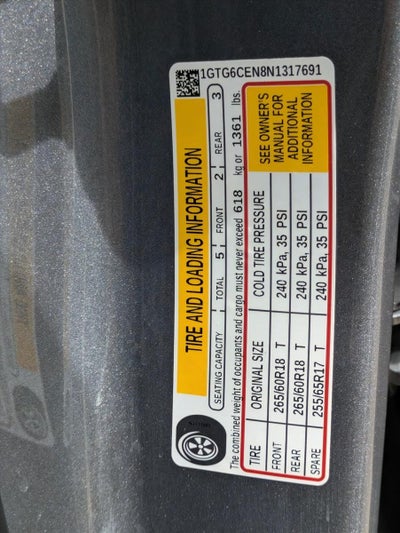 1GTG6CEN8N1317691
TIRE AND LOADING INFORMATION
SEATING CAPACITY TOTAL 5 FRONT 2 REAR 3
The combined weight of occupants and cargo must never exceed 618 kg or 1361 lbs.
TIRE ORIGINAL SIZE COLD TIRE PRESSURE
FRONT 265/60R18 T 240 kPa, 35 PSI
REAR 265/60R18 T 240 kPa, 35 PSI
SPARE 255/65R17 T 240 kPa, 35 PSI
SEE OWNER'S
MANUAL FOR
ADDITIONAL
INFORMATION